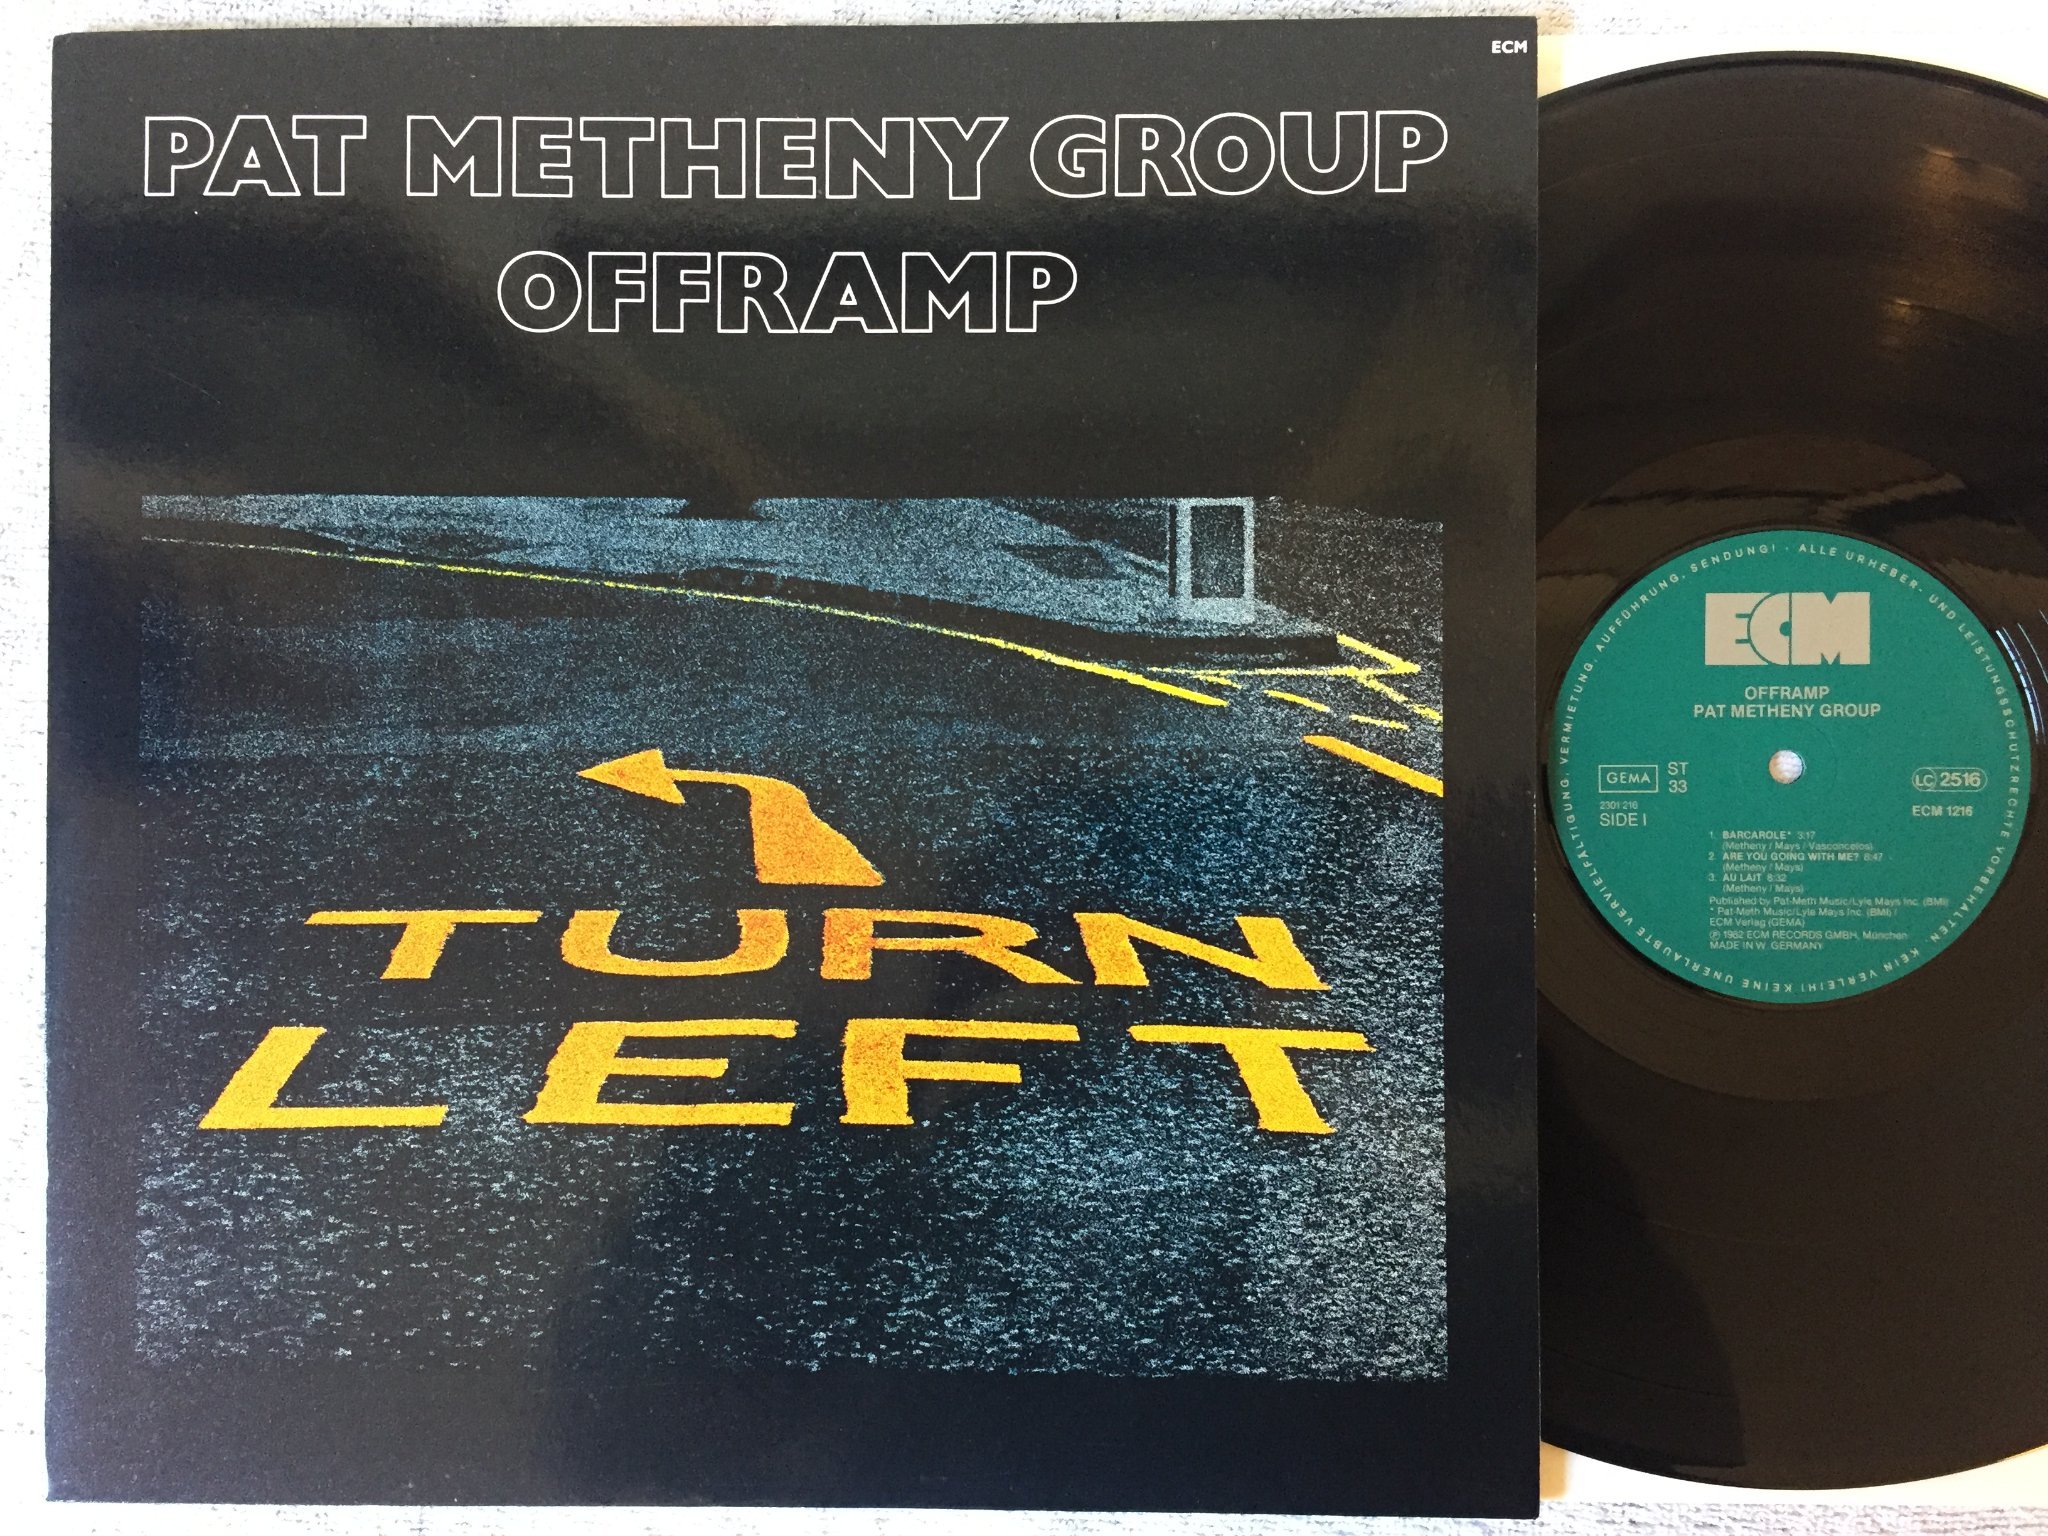 ECM
PAT METHENY GROUP
OFFRAMP
TURN
LEFT
KEINE UNERLAUBTE VERVIELFÄLTIGUNG, VERMIETUNG, AUFFÜHRUNG, SENDUNG! · ALLE URHEBER- UND LEISTUNGSSCHUTZRECHTE VORBEHALTEN. KEIN VERLEIH!
ECM
OFFRAMP
PAT METHENY GROUP
GEMA
ST
33
LC 2516
2301 216
SIDE I
ECM 1216
1. BARCAROLE* 3:17
(Metheny / Mays / Vasconcelos)
2. ARE YOU GOING WITH ME? 8:47
(Metheny / Mays)
3. AU LAIT 8:32
(Metheny / Mays)
Published by Pat-Meth Music/Lyle Mays Inc. (BMI)
* Pat-Meth Music/Lyle Mays Inc. (BMI) /
ECM Verlag (GEMA)
℗ 1982 ECM RECORDS GMBH, München
MADE IN W. GERMANY